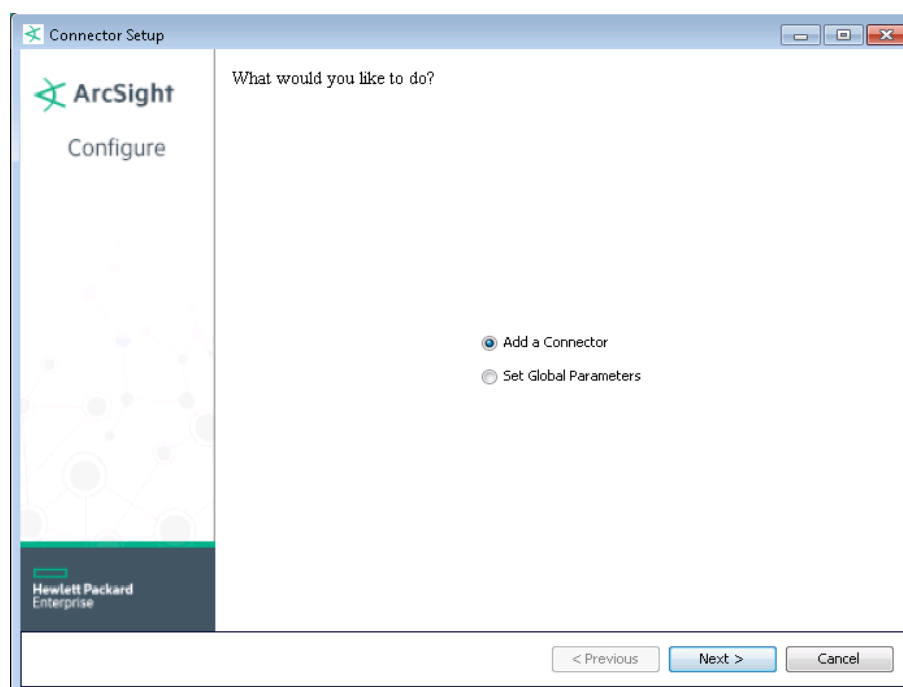 Connector Setup
ArcSight
Configure
What would you like to do?
Add a Connector
Set Global Parameters
Hewlett Packard
Enterprise
< Previous
Next >
Cancel